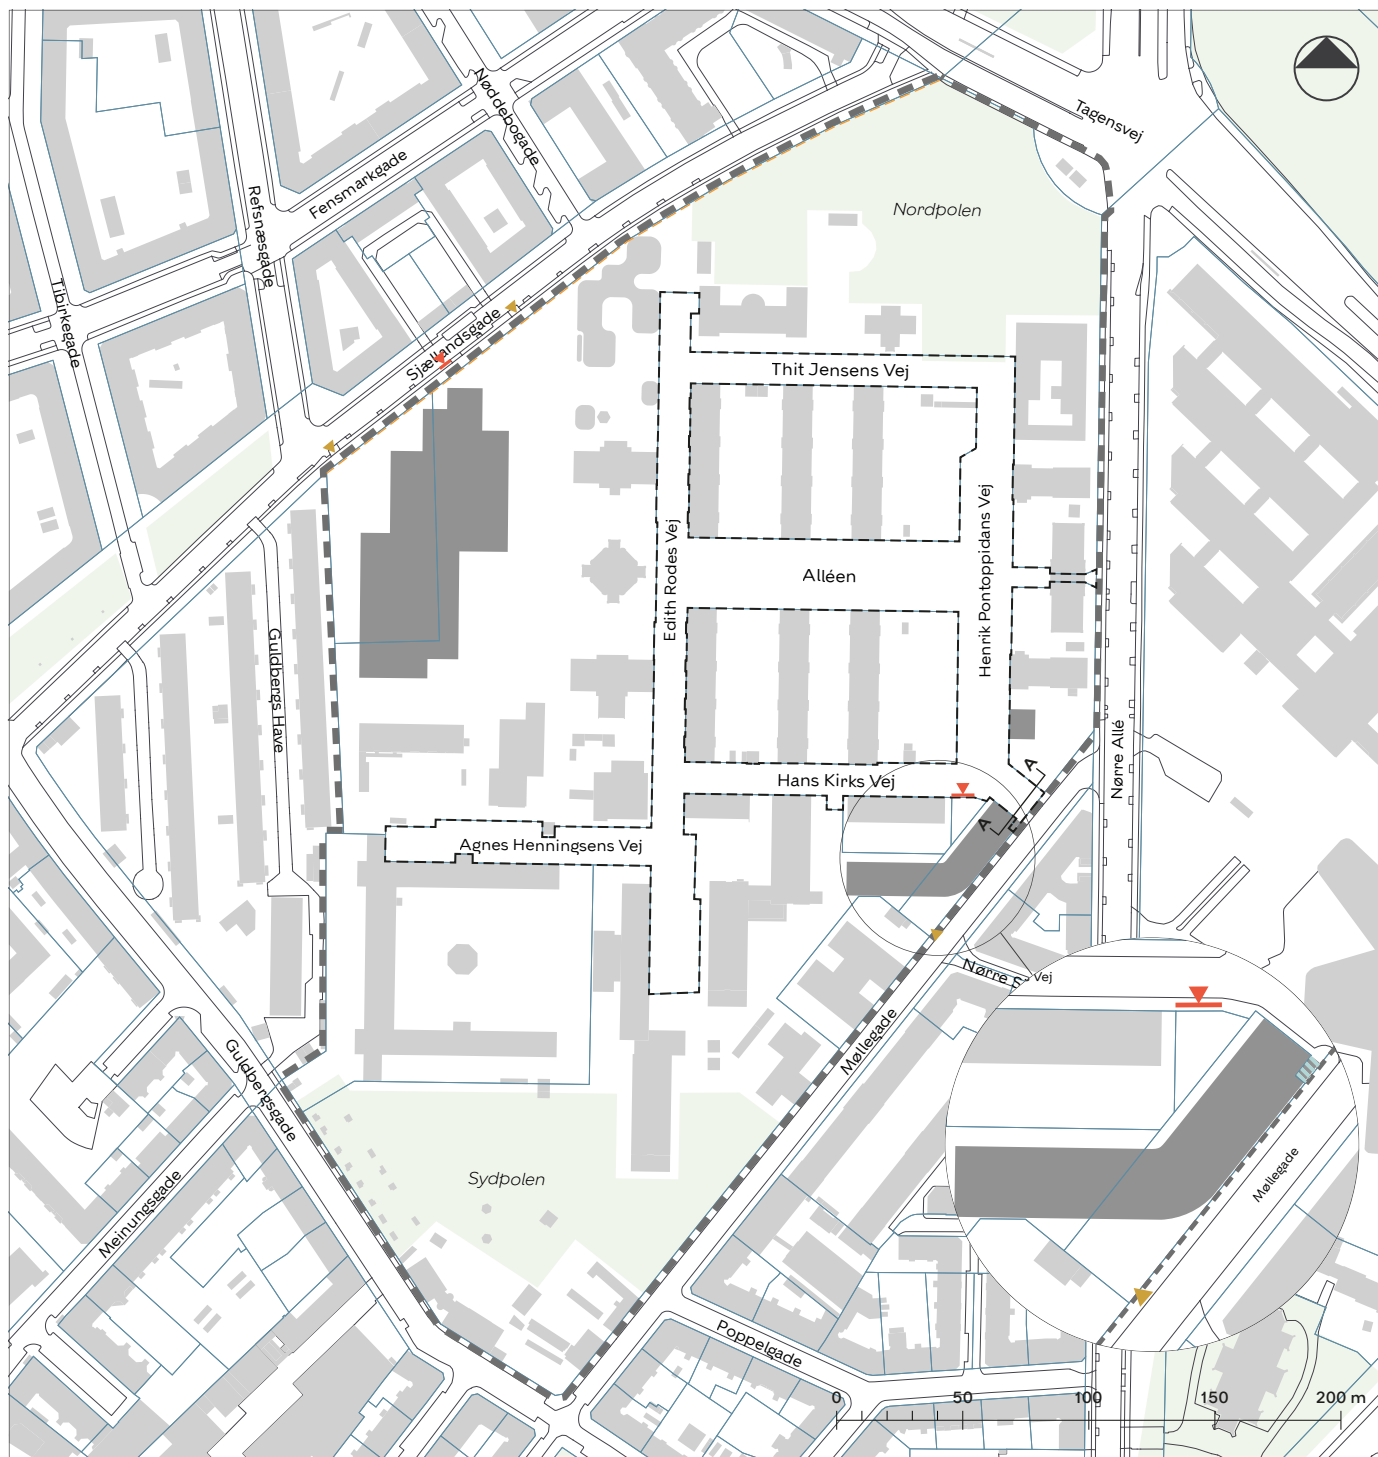 Tagensvej
Nøddebogade
Fensmarkgade
Refsnæsgade
Tibirkegade
Nordpolen
Sjællandsgade
Thit Jensens Vej
Edith Rodes Vej
Henrik Pontoppidans Vej
Alléen
Guldbergs Have
Nørre Allé
Hans Kirks Vej
A
A
Agnes Henningsens Vej
Vej
Møllegade
Guldbergsgade
Sydpolen
Meinungsgade
Møllegade
Poppelgade
0 50 100 150 200 m